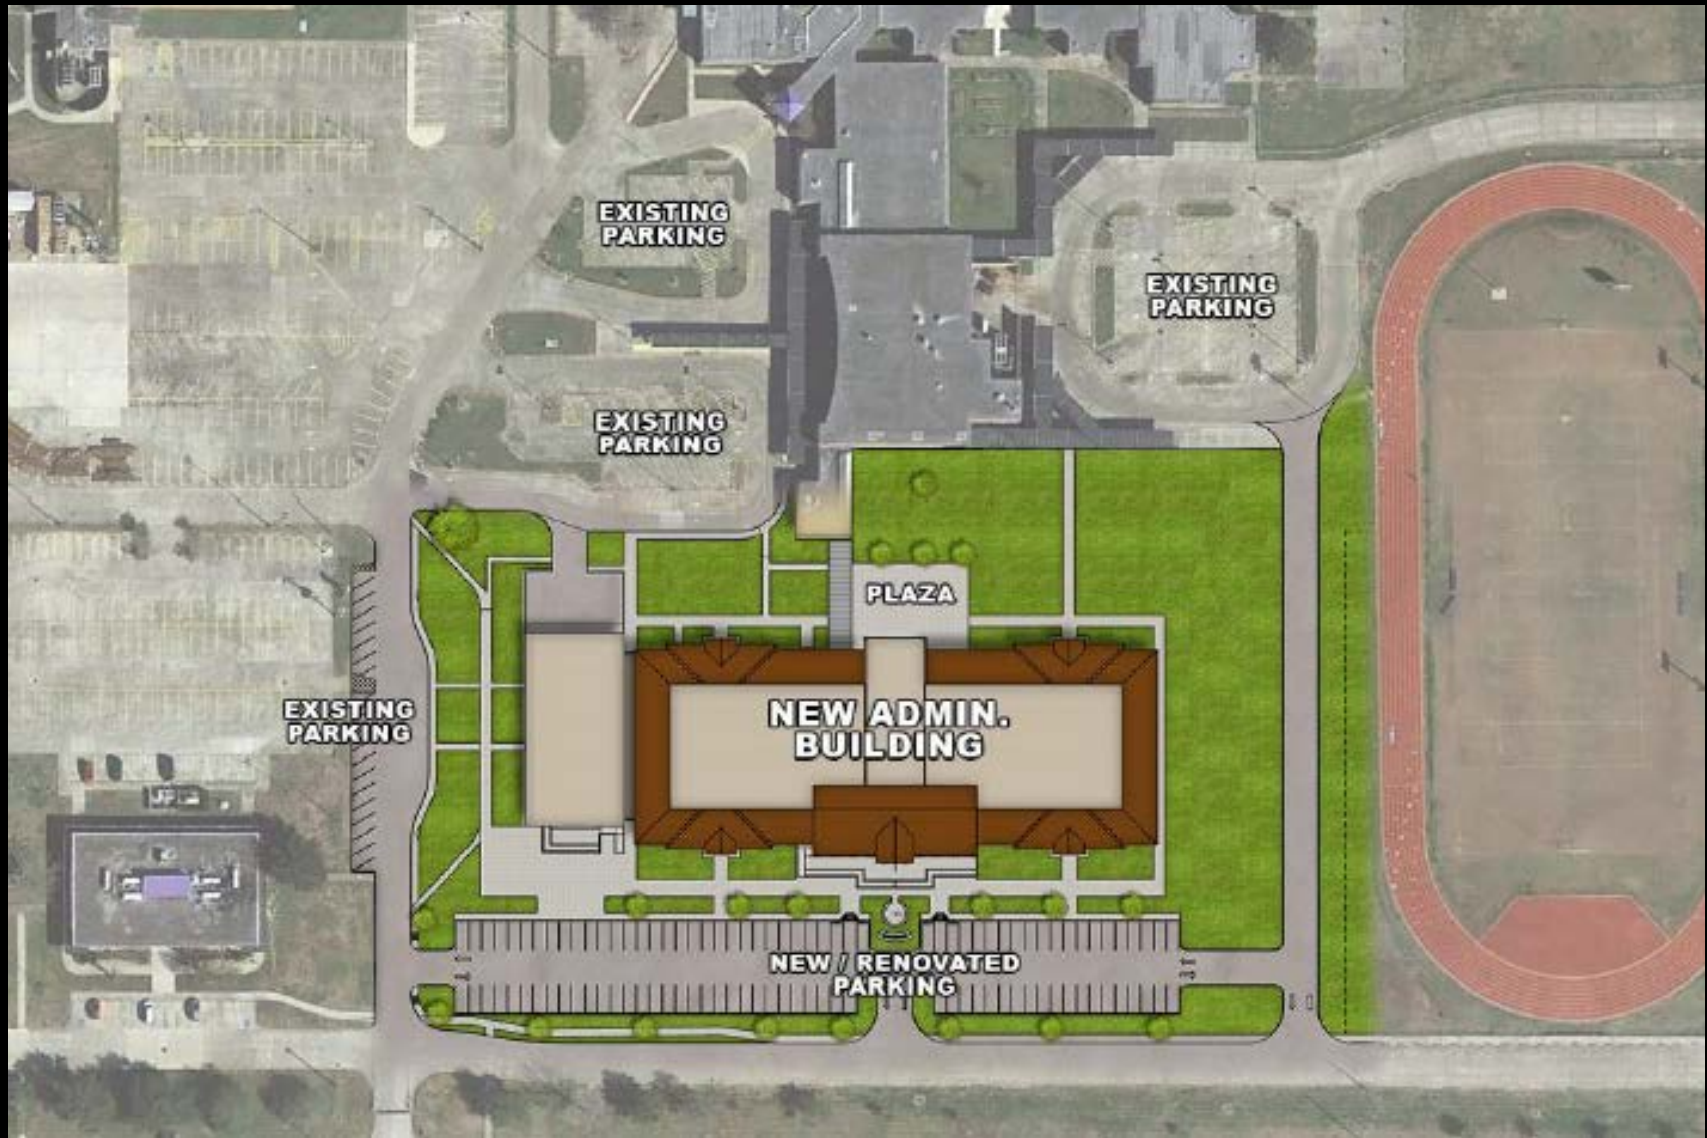 EXISTING
PARKING
EXISTING
PARKING
EXISTING
PARKING
PLAZA
EXISTING
PARKING
NEW ADMIN.
BUILDING
NEW / RENOVATED
PARKING